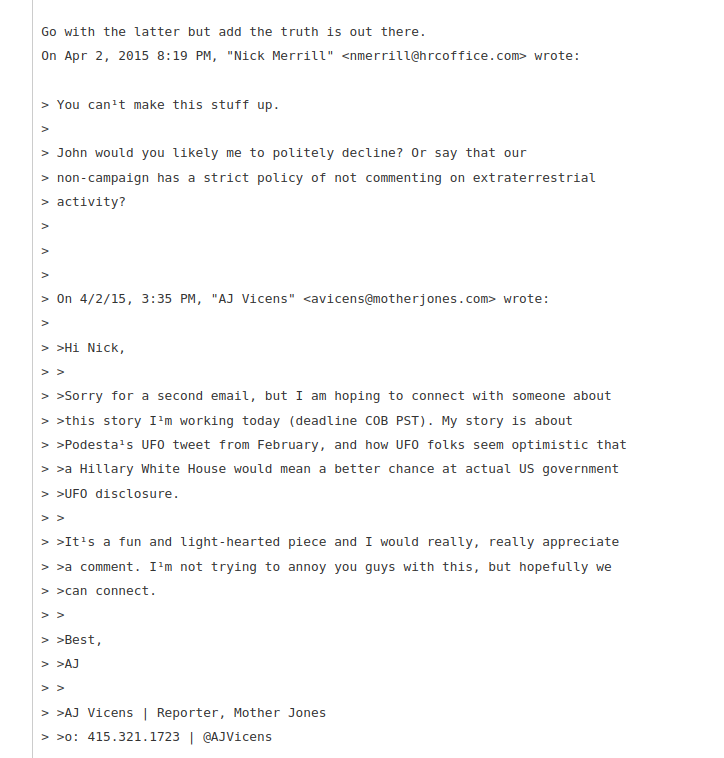 Go with the latter but add the truth is out there.
On Apr 2, 2015 8:19 PM, "Nick Merrill" <nmerrill@hrcoffice.com> wrote:
> You can¹t make this stuff up.
>
> John would you likely me to politely decline? Or say that our
> non-campaign has a strict policy of not commenting on extraterrestrial
> activity?
>
>
>
> On 4/2/15, 3:35 PM, "AJ Vicens" <avicens@motherjones.com> wrote:
>
> >Hi Nick,
> >
> >Sorry for a second email, but I am hoping to connect with someone about
> >this story I¹m working today (deadline COB PST). My story is about
> >Podesta¹s UFO tweet from February, and how UFO folks seem optimistic that
> >a Hillary White House would mean a better chance at actual US government
> >UFO disclosure.
> >
> >It¹s a fun and light-hearted piece and I would really, really appreciate
> >a comment. I¹m not trying to annoy you guys with this, but hopefully we
> >can connect.
> >
> >Best,
> >AJ
> >
> >AJ Vicens | Reporter, Mother Jones
> >o: 415.321.1723 | @AJVicens